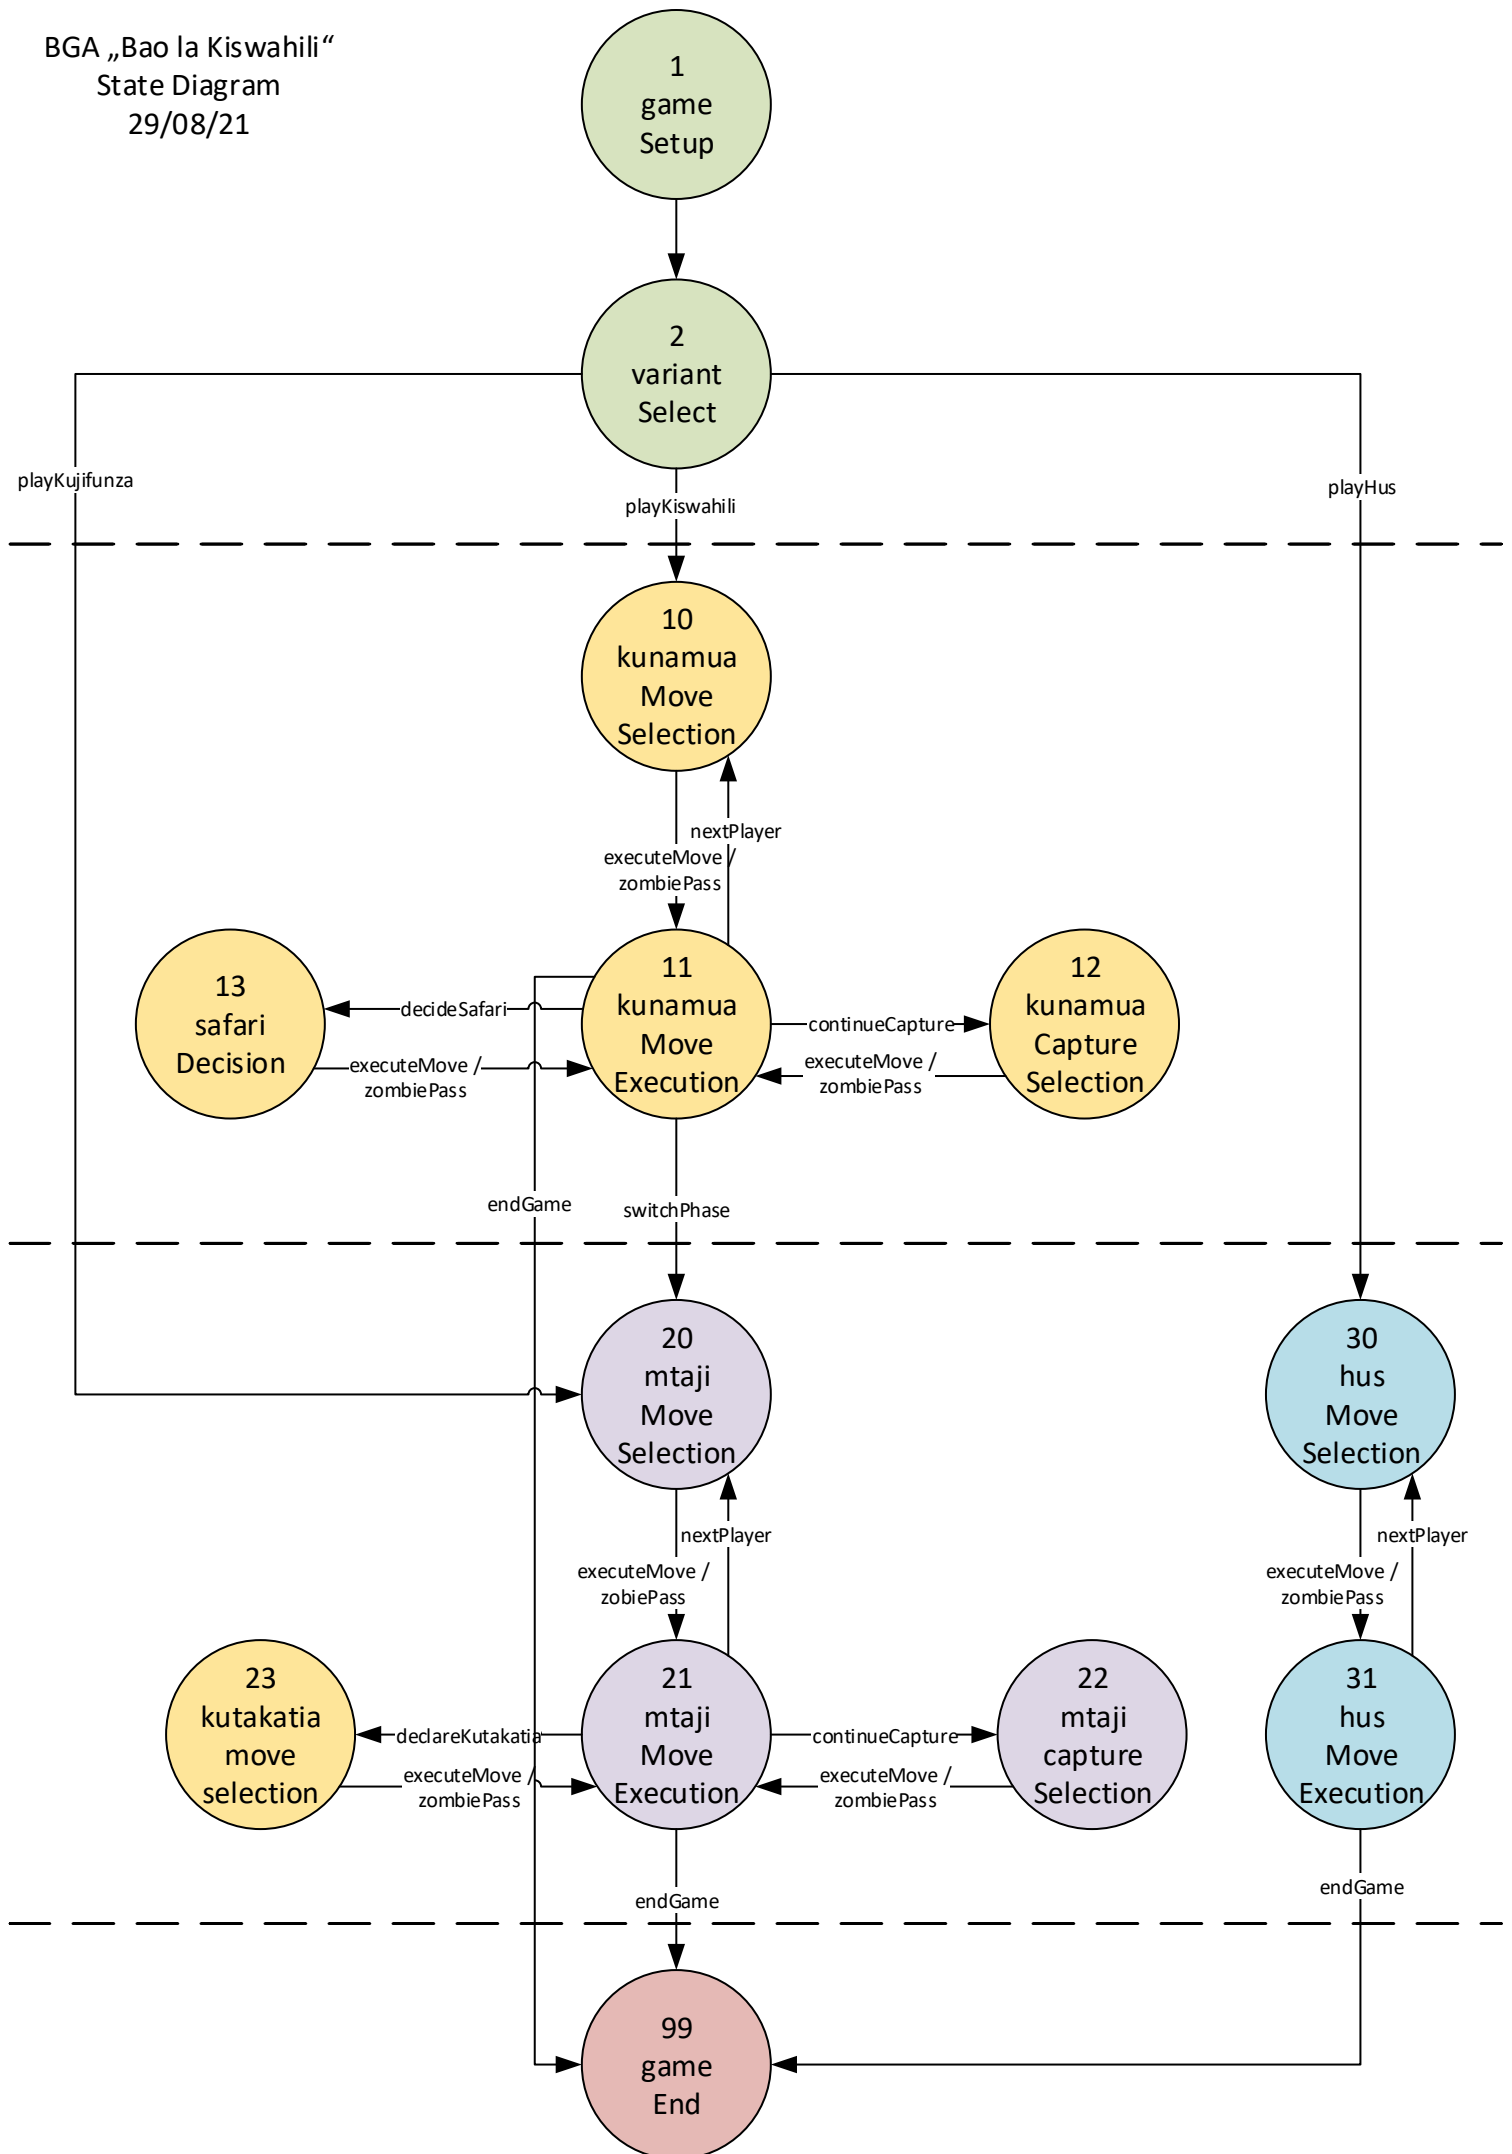 BGA „Bao la Kiswahili“
State Diagram
29/08/21
1
game
Setup
2
variant
Select
playKujifunza
playKiswahili
playHus
10
kunamua
Move
Selection
nextPlayer
executeMove /
zombiePass
13
safari
Decision
decideSafari
executeMove /
zombiePass
11
kunamua
Move
Execution
continueCapture
executeMove /
zombiePass
12
kunamua
Capture
Selection
endGame
switchPhase
20
mtaji
Move
Selection
30
hus
Move
Selection
nextPlayer
executeMove /
zobiePass
nextPlayer
executeMove /
zombiePass
23
kutakatia
move
selection
declareKutakatia
executeMove /
zombiePass
21
mtaji
Move
Execution
continueCapture
executeMove /
zombiePass
22
mtaji
capture
Selection
31
hus
Move
Execution
endGame
endGame
99
game
End